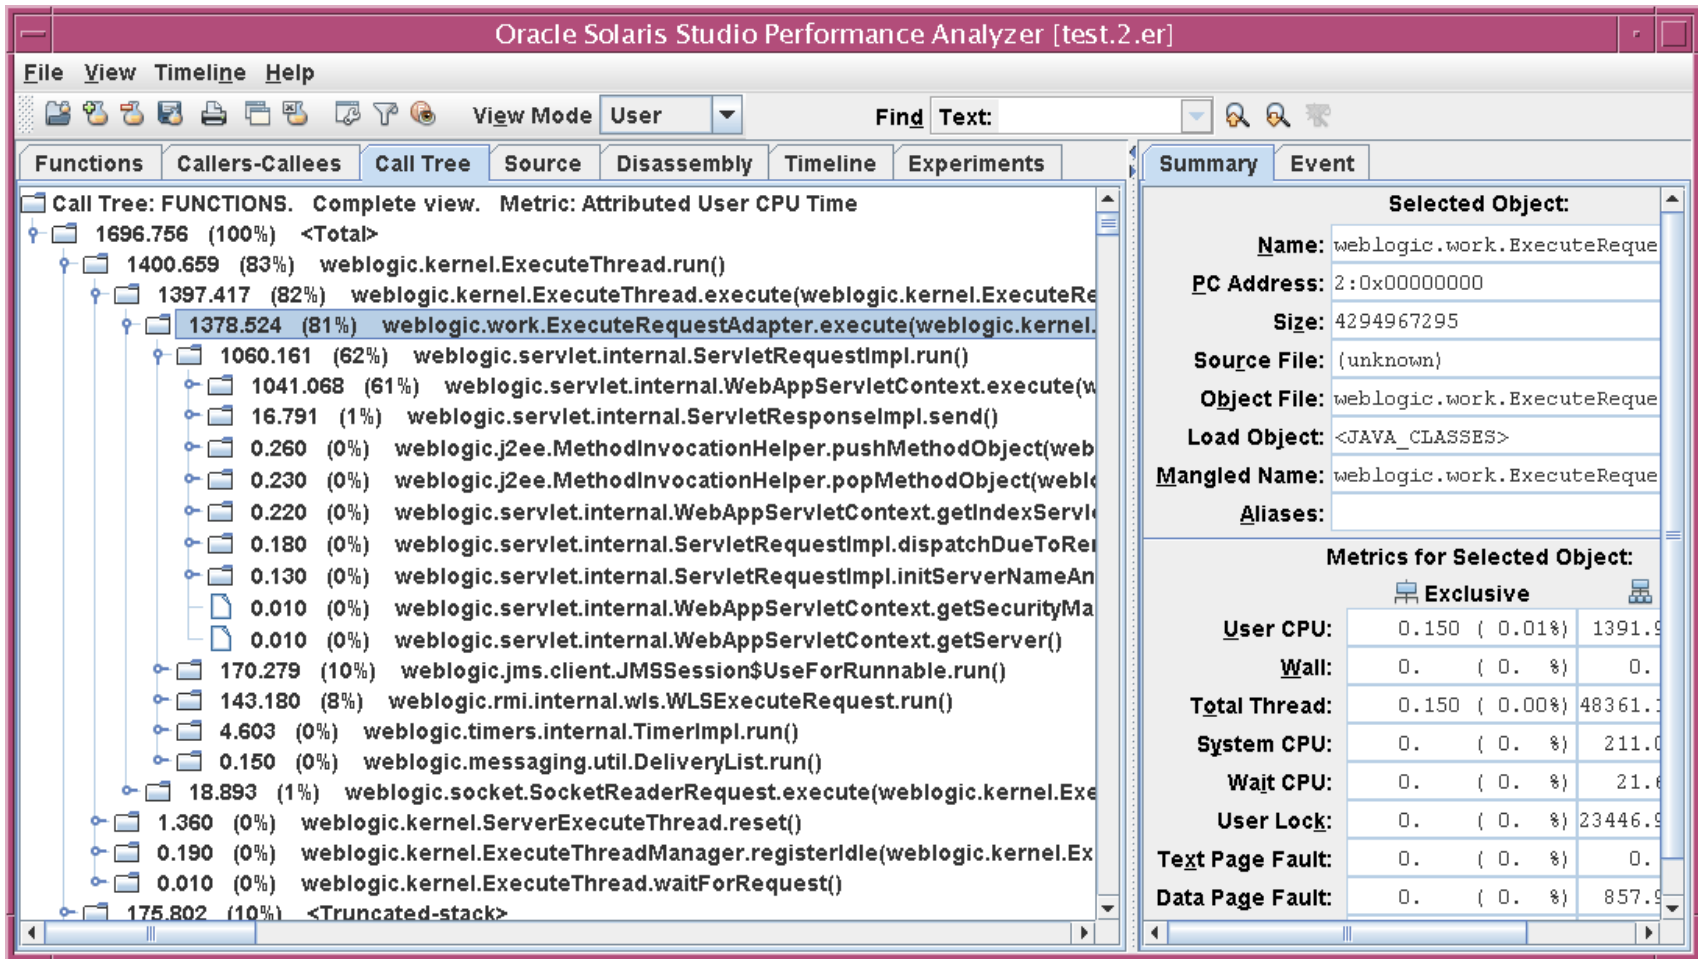 Oracle Solaris Studio Performance Analyzer [test.2.er]
File View Timeline Help
View Mode User Find Text:
Functions Callers-Callees Call Tree Source Disassembly Timeline Experiments
Call Tree: FUNCTIONS. Complete view. Metric: Attributed User CPU Time
1696.756 (100%) <Total>
1400.659 (83%) weblogic.kernel.ExecuteThread.run()
1397.417 (82%) weblogic.kernel.ExecuteThread.execute(weblogic.kernel.ExecuteRe
1378.524 (81%) weblogic.work.ExecuteRequestAdapter.execute(weblogic.kernel.
1060.161 (62%) weblogic.servlet.internal.ServletRequestImpl.run()
1041.068 (61%) weblogic.servlet.internal.WebAppServletContext.execute(w
16.791 (1%) weblogic.servlet.internal.ServletResponseImpl.send()
0.260 (0%) weblogic.j2ee.MethodInvocationHelper.pushMethodObject(web
0.230 (0%) weblogic.j2ee.MethodInvocationHelper.popMethodObject(weblo
0.220 (0%) weblogic.servlet.internal.WebAppServletContext.getIndexServl
0.180 (0%) weblogic.servlet.internal.ServletRequestImpl.dispatchDueToRe
0.130 (0%) weblogic.servlet.internal.ServletRequestImpl.initServerNameAn
0.010 (0%) weblogic.servlet.internal.WebAppServletContext.getSecurityMa
0.010 (0%) weblogic.servlet.internal.WebAppServletContext.getServer()
170.279 (10%) weblogic.jms.client.JMSSession$UseForRunnable.run()
143.180 (8%) weblogic.rmi.internal.wls.WLSExecuteRequest.run()
4.603 (0%) weblogic.timers.internal.TimerImpl.run()
0.150 (0%) weblogic.messaging.util.DeliveryList.run()
18.893 (1%) weblogic.socket.SocketReaderRequest.execute(weblogic.kernel.Exe
1.360 (0%) weblogic.kernel.ServerExecuteThread.reset()
0.190 (0%) weblogic.kernel.ExecuteThreadManager.registerIdle(weblogic.kernel.Ex
0.010 (0%) weblogic.kernel.ExecuteThread.waitForRequest()
175.802 (10%) <Truncated-stack>
Summary Event
Selected Object:
Name: weblogic.work.ExecuteReque
PC Address: 2:0x00000000
Size: 4294967295
Source File: (unknown)
Object File: weblogic.work.ExecuteReque
Load Object: <JAVA_CLASSES>
Mangled Name: weblogic.work.ExecuteReque
Aliases:
Metrics for Selected Object:
Exclusive
User CPU: 0.150 ( 0.01%) 1391.9
Wall: 0. ( 0. %) 0.
Total Thread: 0.150 ( 0.00%) 48361.1
System CPU: 0. ( 0. %) 211.0
Wait CPU: 0. ( 0. %) 21.6
User Lock: 0. ( 0. %) 23446.9
Text Page Fault: 0. ( 0. %) 0.
Data Page Fault: 0. ( 0. %) 857.9